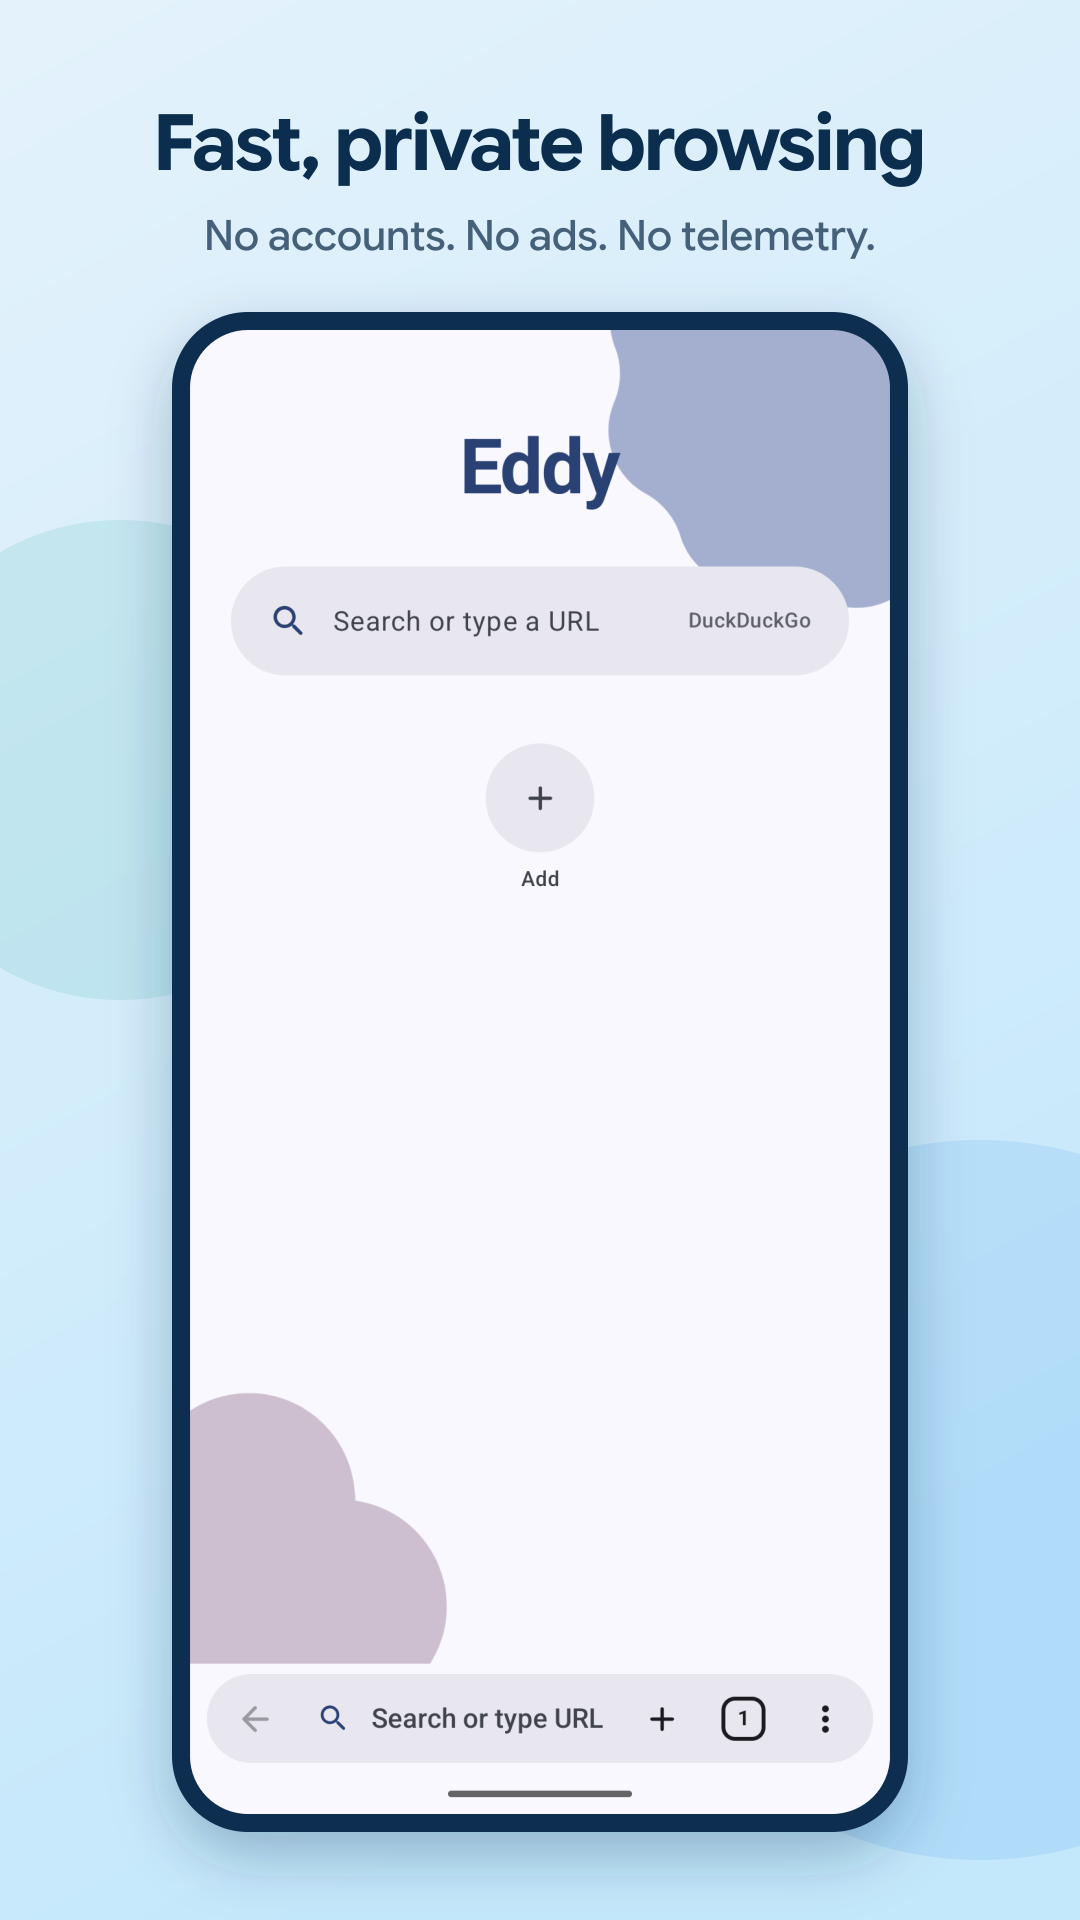 Fast, private browsing
No accounts. No ads. No telemetry.
Eddy
Search or type a URL DuckDuckGo
Add
Search or type URL 1